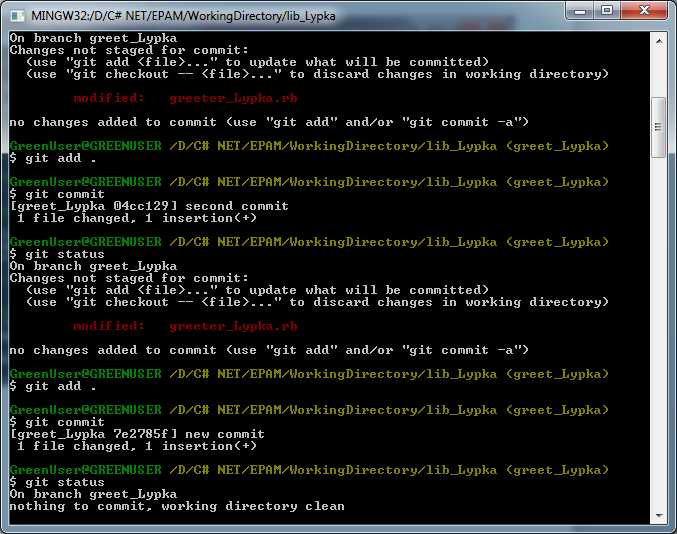 MINGW32:/D/C# NET/EPAM/WorkingDirectory/lib_Lypka
On branch greet_Lypka
Changes not staged for commit:
  (use "git add <file>..." to update what will be committed)
  (use "git checkout -- <file>..." to discard changes in working directory)

        modified:   greeter_Lypka.rb

no changes added to commit (use "git add" and/or "git commit -a")

GreenUser@GREENUSER /D/C# NET/EPAM/WorkingDirectory/lib_Lypka (greet_Lypka)
$ git add .

GreenUser@GREENUSER /D/C# NET/EPAM/WorkingDirectory/lib_Lypka (greet_Lypka)
$ git commit
[greet_Lypka 04cc129] second commit
 1 file changed, 1 insertion(+)

GreenUser@GREENUSER /D/C# NET/EPAM/WorkingDirectory/lib_Lypka (greet_Lypka)
$ git status
On branch greet_Lypka
Changes not staged for commit:
  (use "git add <file>..." to update what will be committed)
  (use "git checkout -- <file>..." to discard changes in working directory)

        modified:   greeter_Lypka.rb

no changes added to commit (use "git add" and/or "git commit -a")

GreenUser@GREENUSER /D/C# NET/EPAM/WorkingDirectory/lib_Lypka (greet_Lypka)
$ git add .

GreenUser@GREENUSER /D/C# NET/EPAM/WorkingDirectory/lib_Lypka (greet_Lypka)
$ git commit
[greet_Lypka 7e2785f] new commit
 1 file changed, 1 insertion(+)

GreenUser@GREENUSER /D/C# NET/EPAM/WorkingDirectory/lib_Lypka (greet_Lypka)
$ git status
On branch greet_Lypka
nothing to commit, working directory clean